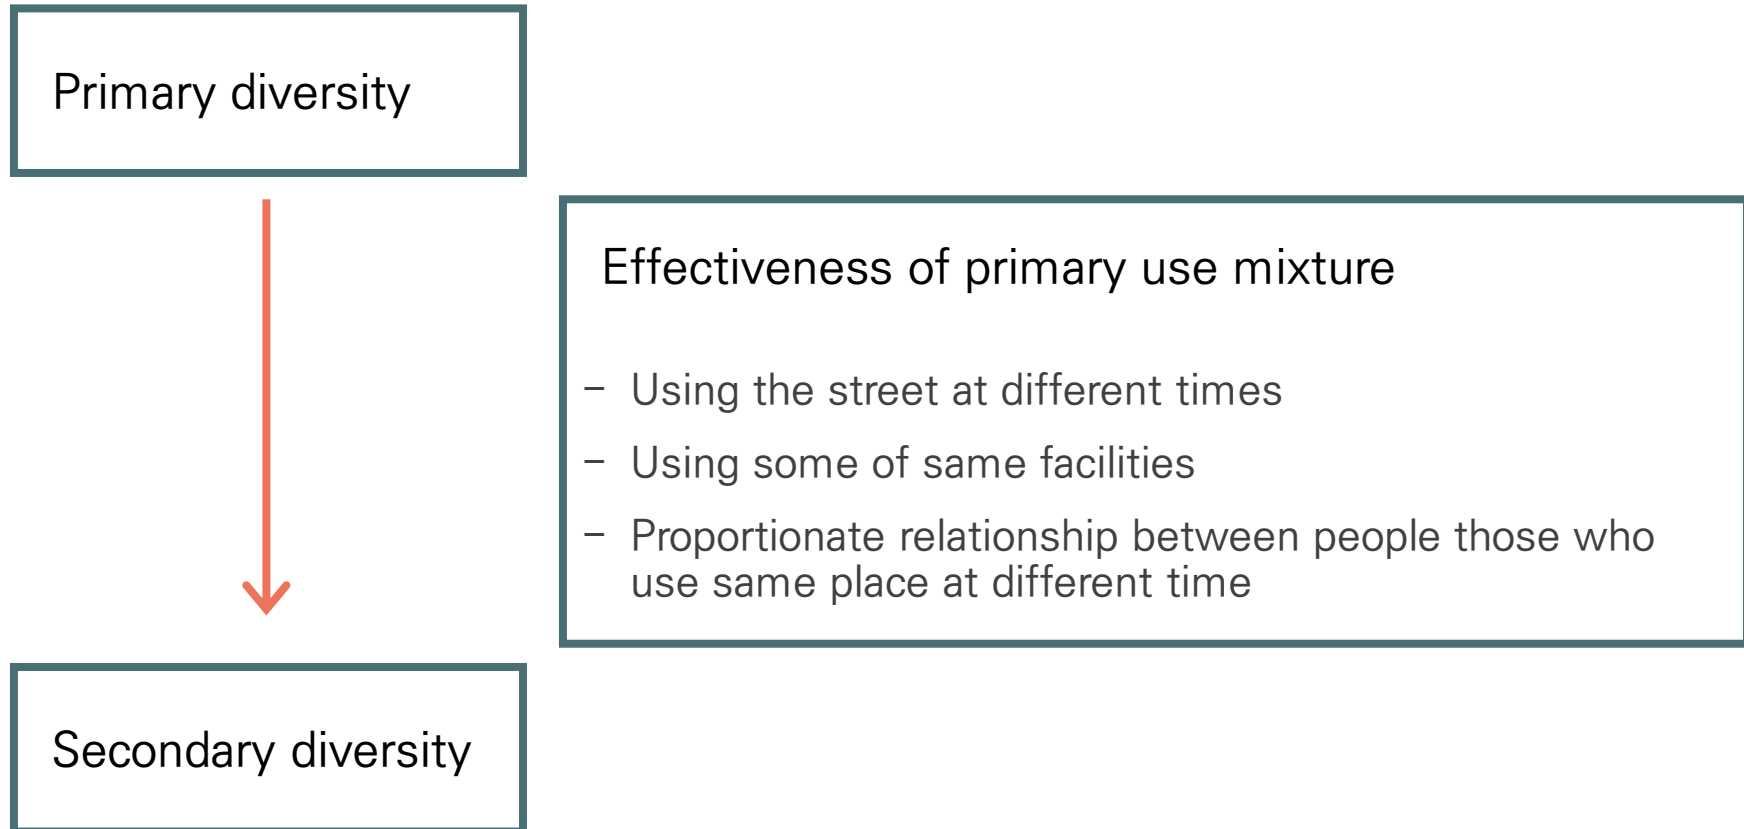 Primary diversity
Effectiveness of primary use mixture
– Using the street at different times
– Using some of same facilities
– Proportionate relationship between people those who
use same place at different time
Secondary diversity